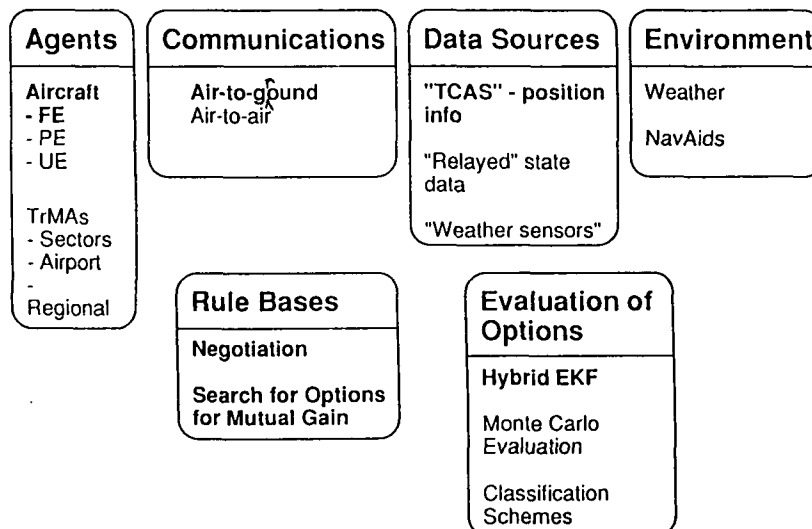 Agents
Aircraft
- FE
- PE
- UE
TrMAs
- Sectors
- Airport
-
Regional
Communications
Air-to-ground
Air-to-air
Data Sources
"TCAS" - position
info
"Relayed" state
data
"Weather sensors"
Environment
Weather
NavAids
Rule Bases
Negotiation
Search for Options
for Mutual Gain
Evaluation of
Options
Hybrid EKF
Monte Carlo
Evaluation
Classification
Schemes